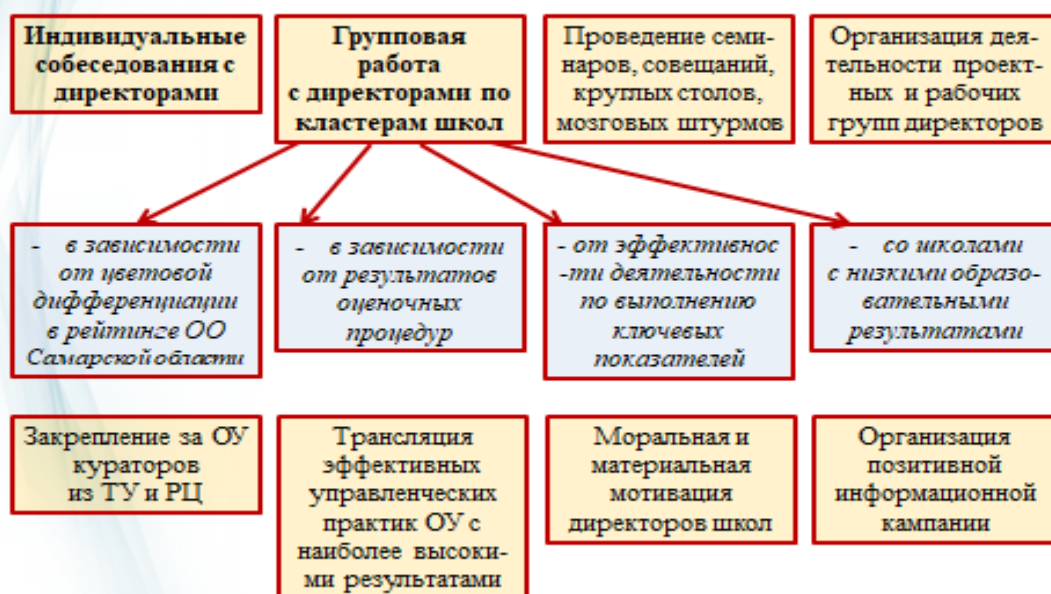 Индивидуальные
собеседования с
директорами
Групповая
работа
с директорами по
кластерам школ
Проведение семи-
наров, совещаний,
круглых столов,
мозговых штурмов
Организация дея-
тельности проект-
ных и рабочих
групп директоров
- в зависимости
от цветовой
дифференциации
в рейтинге ОО
Самарской области
- в зависимости
от результатов
оценочных
процедур
- от эффективнос
-ти деятельности
по выполнению
ключевых
показателей
- со школами
с низкими образо-
вательными
результатами
Закрепление за ОУ
кураторов
из ТУ и РЦ
Трансляция
эффективных
управленческих
практик ОУ с
наиболее высоки-
ми результатами
Моральная и
материальная
мотивация
директоров школ
Организация
позитивной
информационной
кампании